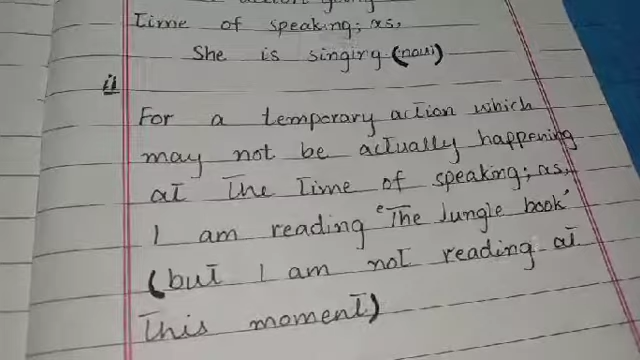 Time of speaking; as,
She is singing (now)
ii
For a temporary action which
may not be actually happening
at the time of speaking; as,
I am reading 'The Jungle book'
(but I am not reading at
this moment)